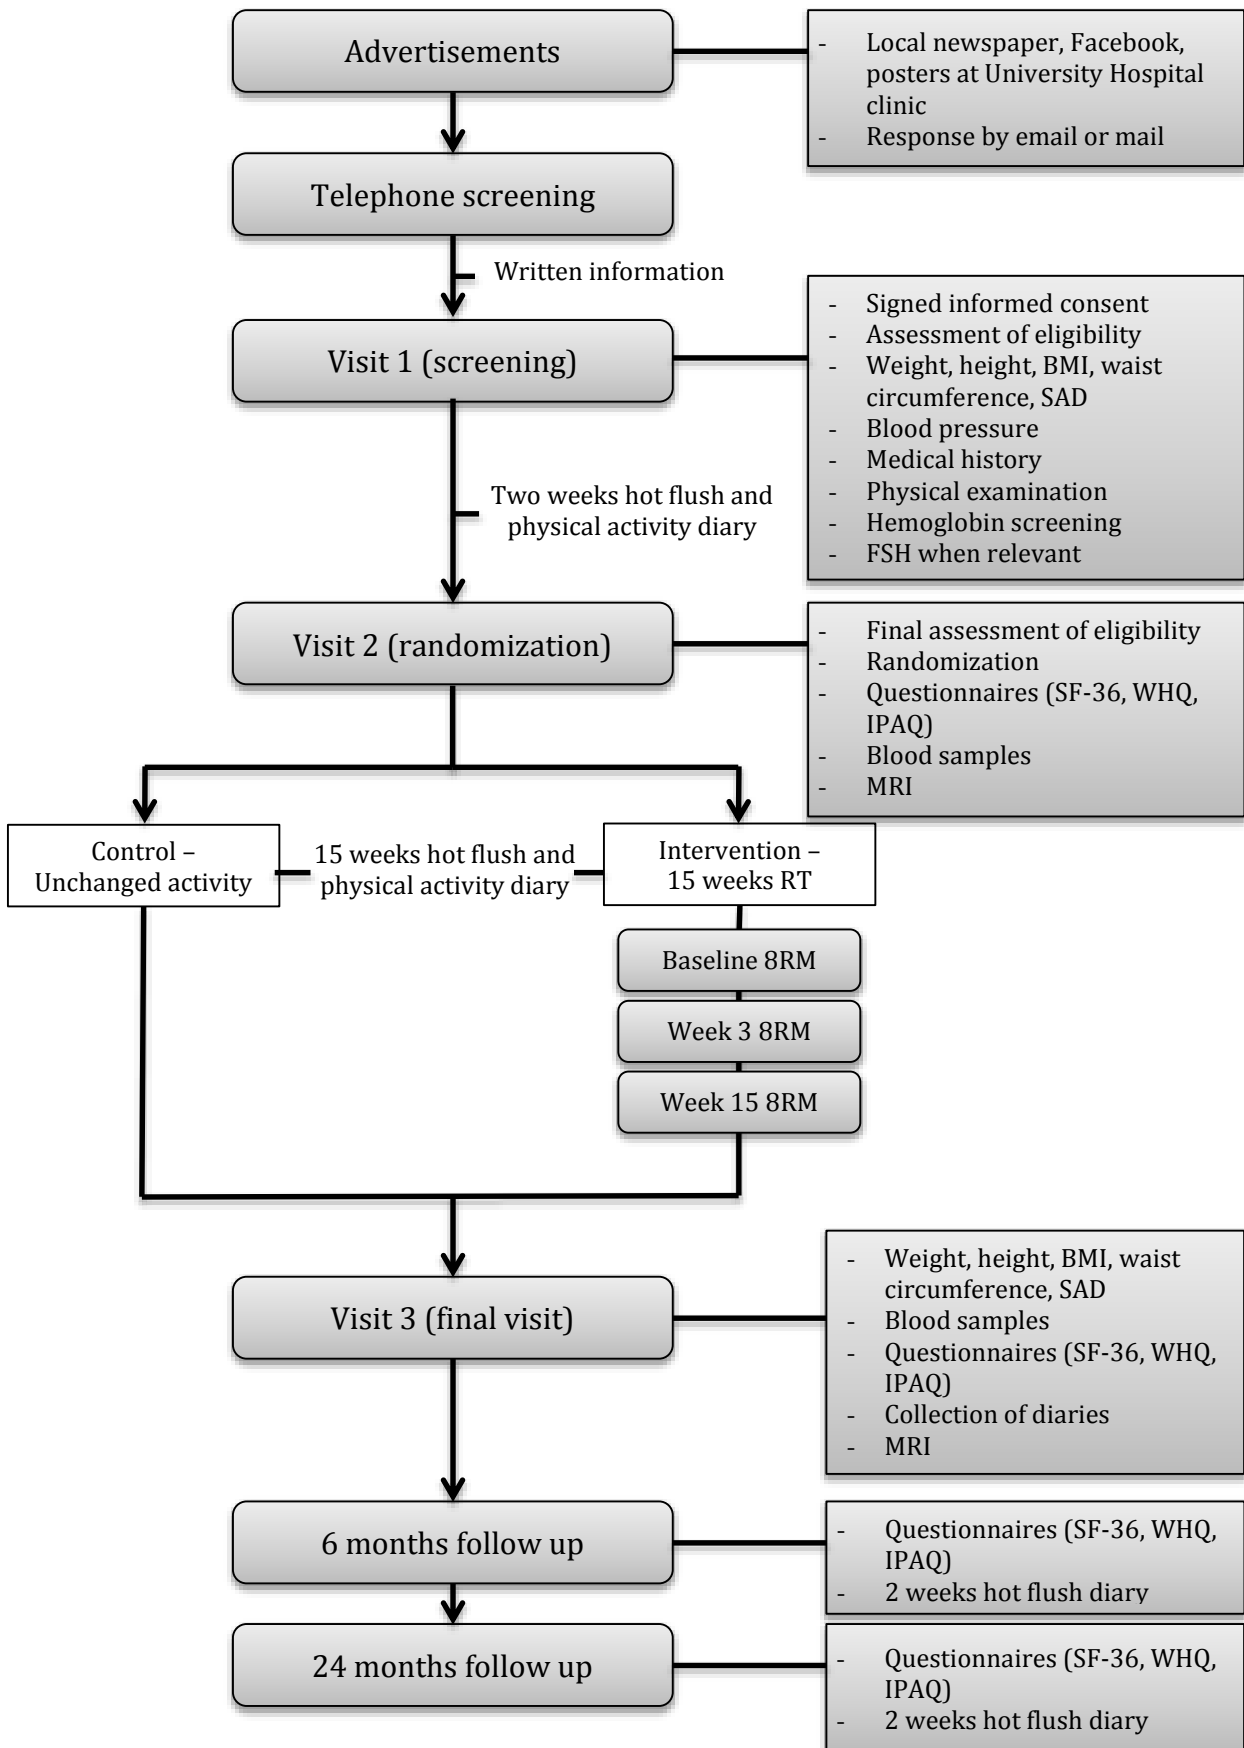 Advertisements
- Local newspaper, Facebook,
posters at University Hospital
clinic
- Response by email or mail
Telephone screening
Written information
Visit 1 (screening)
- Signed informed consent
- Assessment of eligibility
- Weight, height, BMI, waist
circumference, SAD
- Blood pressure
- Medical history
- Physical examination
- Hemoglobin screening
- FSH when relevant
Two weeks hot flush and
physical activity diary
Visit 2 (randomization)
- Final assessment of eligibility
- Randomization
- Questionnaires (SF-36, WHQ,
IPAQ)
- Blood samples
- MRI
Control –
Unchanged activity
15 weeks hot flush and
physical activity diary
Intervention –
15 weeks RT
Baseline 8RM
Week 3 8RM
Week 15 8RM
Visit 3 (final visit)
- Weight, height, BMI, waist
circumference, SAD
- Blood samples
- Questionnaires (SF-36, WHQ,
IPAQ)
- Collection of diaries
- MRI
6 months follow up
- Questionnaires (SF-36, WHQ,
IPAQ)
- 2 weeks hot flush diary
24 months follow up
- Questionnaires (SF-36, WHQ,
IPAQ)
- 2 weeks hot flush diary